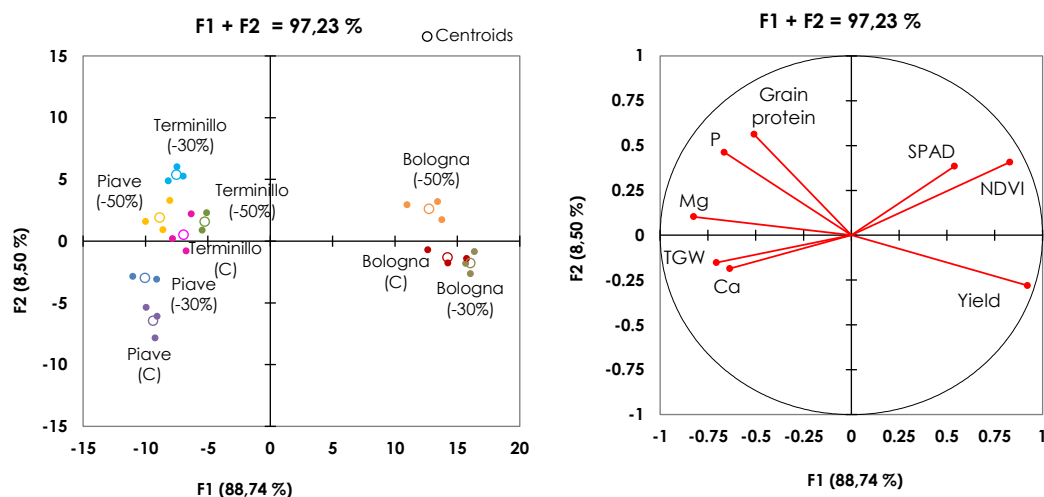 F1 + F2 = 97,23 %
Centroids
15
10
5
0
-5
-10
-15
F2 (8,50 %)
Terminillo
(-30%)
Piave
(-50%)
Terminillo
(-50%)
Terminillo
(C)
Piave
(-30%)
Piave
(C)
Bologna
(-50%)
Bologna
(C)
Bologna
(-30%)
-15
-10
-5
0
5
10
15
20
F1 (88,74 %)
F1 + F2 = 97,23 %
1
0.75
0.5
0.25
0
-0.25
-0.5
-0.75
-1
F2 (8,50 %)
Grain
protein
P
SPAD
NDVI
Mg
TGW
Ca
Yield
-1
-0.75
-0.5
-0.25
0
0.25
0.5
0.75
1
F1 (88,74 %)